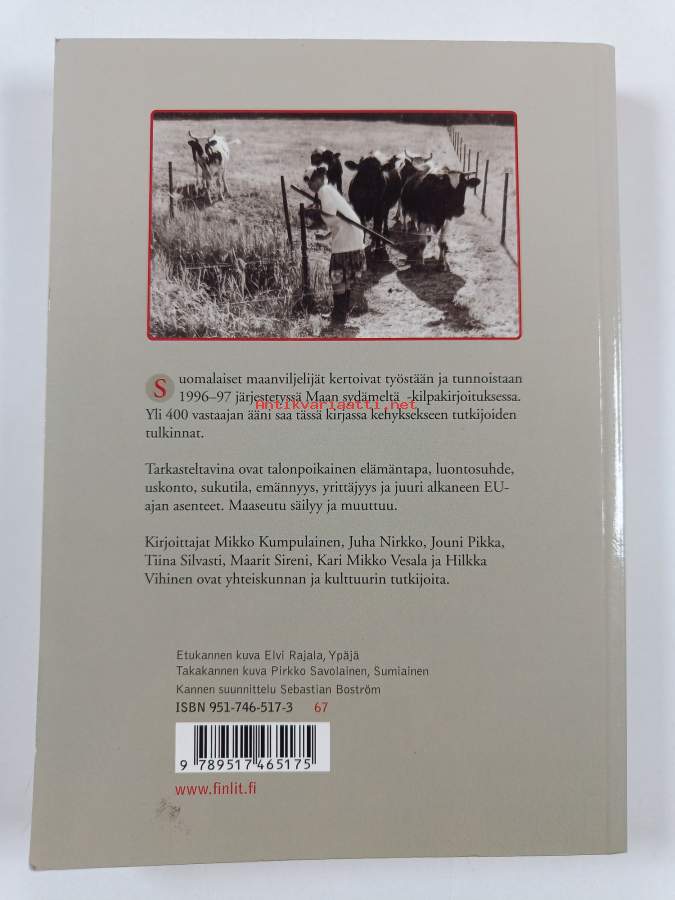 Suomalaiset maanviljelijät kertoivat työstään ja tunnoistaan
1996–97 järjestetyssä Maan sydämeltä -kilpakirjoituksessa.
Antikvariaatti.net
Yli 400 vastaajan ääni saa tässä kirjassa kehyksekseen tutkijoiden
tulkinnat.
Tarkasteltavina ovat talonpoikainen elämäntapa, luontosuhde,
uskonto, sukutila, emännyys, yrittäjyys ja juuri alkaneen EU-
ajan asenteet. Maaseutu säilyy ja muuttuu.
Kirjoittajat Mikko Kumpulainen, Juha Nirkko, Jouni Pikka,
Tiina Silvasti, Maarit Sireni, Kari Mikko Vesala ja Hilkka
Vihinen ovat yhteiskunnan ja kulttuurin tutkijoita.
Etukannen kuva Elvi Rajala, Ypäjä
Takakannen kuva Pirkko Savolainen, Sumiainen
Kannen suunnittelu Sebastian Boström
ISBN 951-746-517-3 67
9 789517 465175
www.finlit.fi